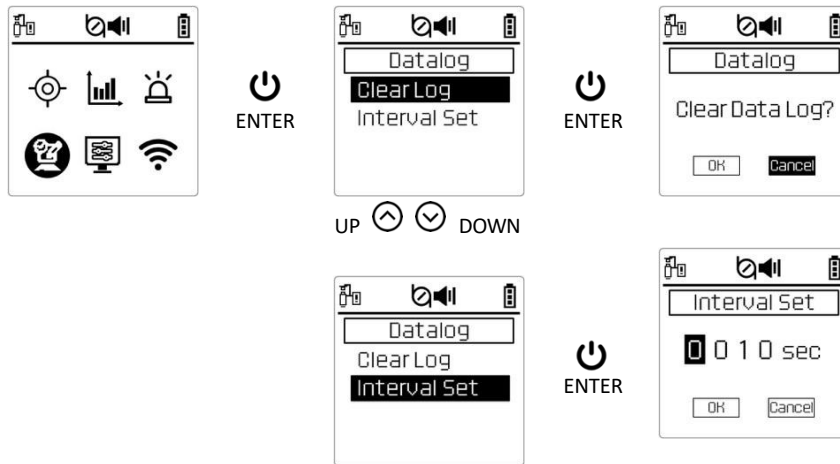 ENTER
Datalog
Clear Log
Interval Set
ENTER
Datalog
Clear Data Log?
OK Cancel
UP DOWN
Datalog
Clear Log
Interval Set
ENTER
Interval Set
0 0 1 0 sec
OK Cancel